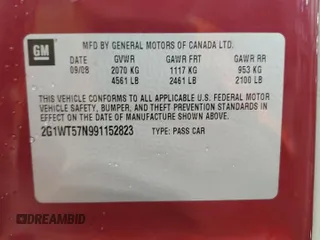 GM
MFD BY GENERAL MOTORS OF CANADA LTD.
DATE GVWR GAWR FRT GAWR RR
09/08 2070 KG 1117 KG 953 KG
4561 LB 2461 LB 2100 LB
THIS VEHICLE CONFORMS TO ALL APPLICABLE U.S. FEDERAL MOTOR
VEHICLE SAFETY, BUMPER, AND THEFT PREVENTION STANDARDS IN
EFFECT ON THE DATE OF MANUFACTURE SHOWN ABOVE.
2G1WT57N991152823 TYPE: PASS CAR
DREAMBID